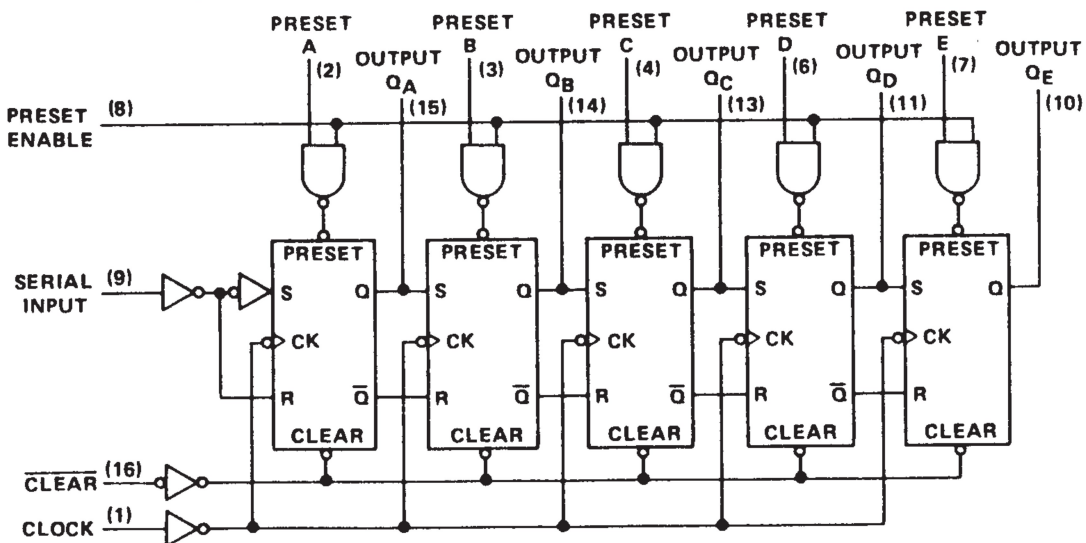 PRESET
A
(2)
OUTPUT
QA
(15)
PRESET
B
(3)
OUTPUT
QB
(14)
PRESET
C
(4)
OUTPUT
QC
(13)
PRESET
D
(6)
OUTPUT
QD
(11)
PRESET
E
(7)
OUTPUT
QE
(10)
PRESET
ENABLE
(8)
PRESET
PRESET
PRESET
PRESET
PRESET
SERIAL
INPUT
(9)
S Q
S Q
S Q
S Q
S Q
CK
CK
CK
CK
CK
R Q̅
R Q̅
R Q̅
R Q̅
R
CLEAR
CLEAR
CLEAR
CLEAR
CLEAR
C̅L̅E̅A̅R̅ (16)
CLOCK (1)